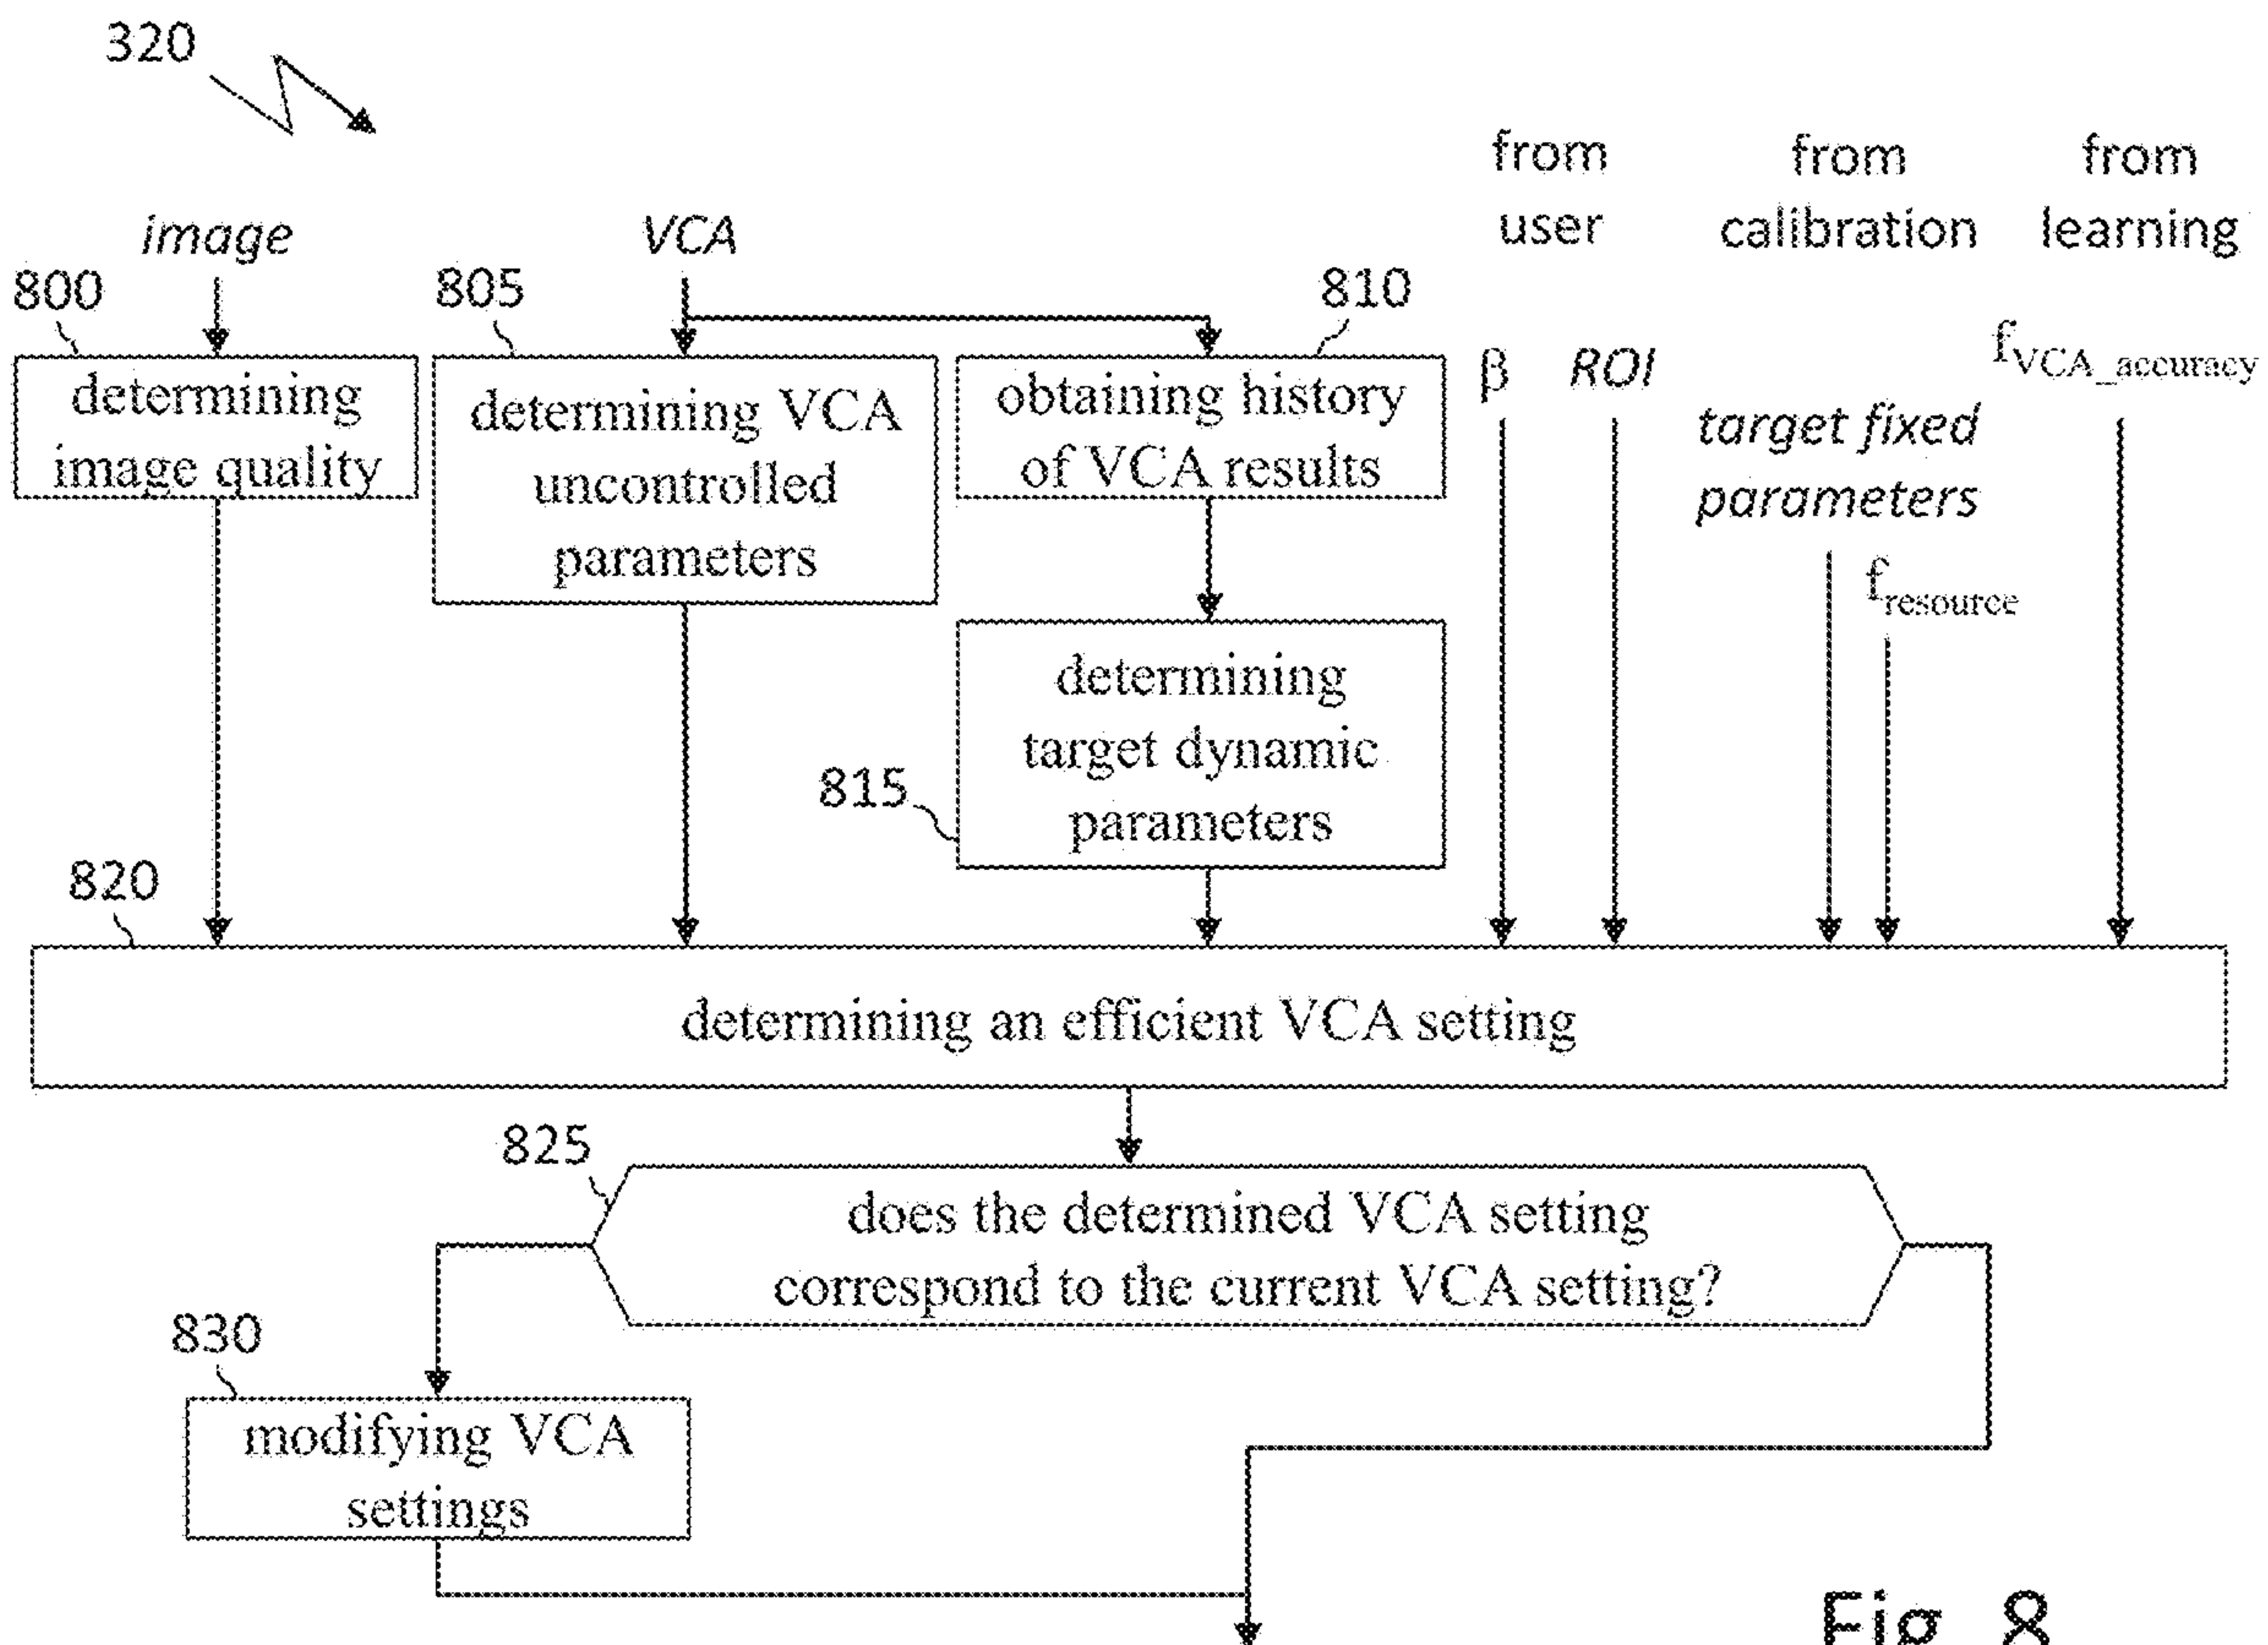 320
from
user
from
calibration
from
learning
image
VCA
800
805
810
determining
image quality
determining VCA
uncontrolled
parameters
obtaining history
of VCA results
β
ROI
target fixed
parameters
fVCA_accuracy
fresource
determining
target dynamic
parameters
815
820
determining an efficient VCA setting
825
does the determined VCA setting
correspond to the current VCA setting?
830
modifying VCA
settings
Fig. 8